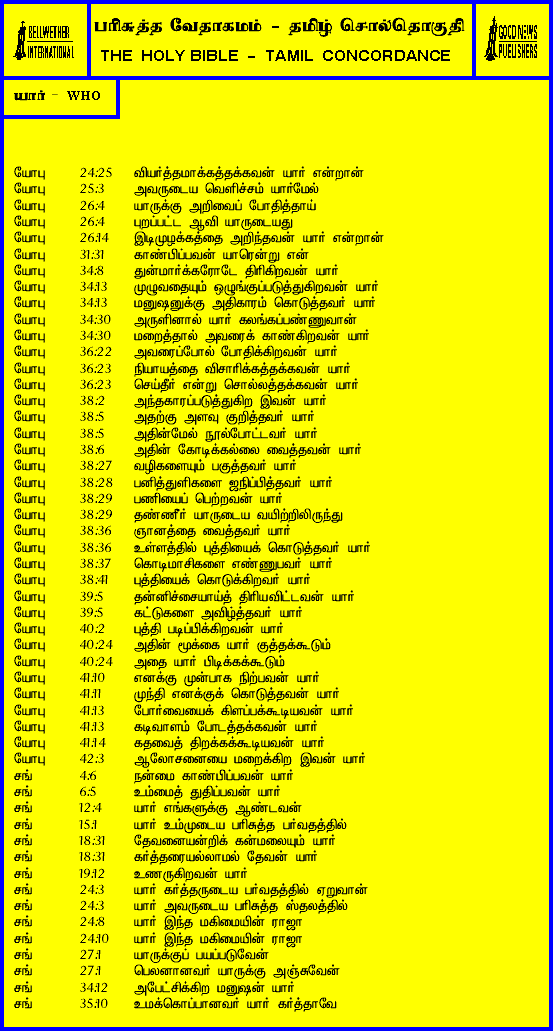 BELLWETHER INTERNATIONAL
பரிசுத்த வேதாகமம் - தமிழ் சொல்தொகுதி
THE HOLY BIBLE - TAMIL CONCORDANCE
GOOD NEWS PUBLISHERS
யார் - WHO
யோபு 24:25 வியர்த்தமாக்கத்தக்கவன் யார் என்றான்
யோபு 25:3 அவருடைய வெளிச்சம் யார்மேல்
யோபு 26:4 யாருக்கு அறிவைப் போதித்தாய்
யோபு 26:4 புறப்பட்ட ஆவி யாருடையது
யோபு 26:14 இடிமுழக்கத்தை அறிந்தவன் யார் என்றான்
யோபு 31:31 காண்பிப்பவன் யாரென்று என்
யோபு 34:8 துன்மார்க்கரோடே திரிகிறவன் யார்
யோபு 34:13 முழுவதையும் ஒழுங்குப்படுத்துகிறவன் யார்
யோபு 34:13 மனுஷனுக்கு அதிகாரம் கொடுத்தவர் யார்
யோபு 34:30 அருளினால் யார் கலங்கப்பண்ணுவான்
யோபு 34:30 மறைத்தால் அவரைக் காண்கிறவன் யார்
யோபு 36:22 அவரைப்போல் போதிக்கிறவன் யார்
யோபு 36:23 நியாயத்தை விசாரிக்கத்தக்கவன் யார்
யோபு 36:23 செய்தீர் என்று சொல்லத்தக்கவன் யார்
யோபு 38:2 அந்தகாரப்படுத்துகிற இவன் யார்
யோபு 38:5 அதற்கு அளவு குறித்தவர் யார்
யோபு 38:5 அதின்மேல் நூல்போட்டவர் யார்
யோபு 38:6 அதின் கோடிக்கல்லை வைத்தவன் யார்
யோபு 38:27 வழிகளையும் பகுத்தவர் யார்
யோபு 38:28 பனித்துளிகளை ஜநிப்பித்தவர் யார்
யோபு 38:29 பணியைப் பெற்றவன் யார்
யோபு 38:29 தண்ணீர் யாருடைய வயிற்றிலிருந்து
யோபு 38:36 ஞானத்தை வைத்தவர் யார்
யோபு 38:36 உள்ளத்தில் புத்தியைக் கொடுத்தவர் யார்
யோபு 38:37 கொடிமாசிகளை எண்ணுபவர் யார்
யோபு 38:41 புத்தியைக் கொடுக்கிறவர் யார்
யோபு 39:5 தன்னிச்சையாய்த் திரியவிட்டவன் யார்
யோபு 39:5 கட்டுகளை அவிழ்த்தவர் யார்
யோபு 40:2 புத்தி படிப்பிக்கிறவன் யார்
யோபு 40:24 அதின் மூக்கை யார் குத்தக்கூடும்
யோபு 40:24 அதை யார் பிடிக்கக்கூடும்
யோபு 41:10 எனக்கு முன்பாக நிற்பவன் யார்
யோபு 41:11 முந்தி எனக்குக் கொடுத்தவன் யார்
யோபு 41:13 போர்வையைக் கிளப்பக்கூடியவன் யார்
யோபு 41:13 கடிவாளம் போடத்தக்கவன் யார்
யோபு 41:14 கதவைத் திறக்கக்கூடியவன் யார்
யோபு 42:3 ஆலோசனையை மறைக்கிற இவன் யார்
சங் 4:6 நன்மை காண்பிப்பவன் யார்
சங் 6:5 உம்மைத் துதிப்பவன் யார்
சங் 12:4 யார் எங்களுக்கு ஆண்டவன்
சங் 15:1 யார் உம்முடைய பரிசுத்த பர்வதத்தில்
சங் 18:31 தேவனையன்றிக் கன்மலையும் யார்
சங் 18:31 கர்த்தரையல்லாமல் தேவன் யார்
சங் 19:12 உணருகிறவன் யார்
சங் 24:3 யார் கர்த்தருடைய பர்வதத்தில் ஏறுவான்
சங் 24:3 யார் அவருடைய பரிசுத்த ஸ்தலத்தில்
சங் 24:8 யார் இந்த மகிமையின் ராஜா
சங் 24:10 யார் இந்த மகிமையின் ராஜா
சங் 27:1 யாருக்குப் பயப்படுவேன்
சங் 27:1 பெலனானவர் யாருக்கு அஞ்சுவேன்
சங் 34:12 அபேட்சிக்கிற மனுஷன் யார்
சங் 35:10 உமக்கொப்பானவர் யார் கர்த்தாவே